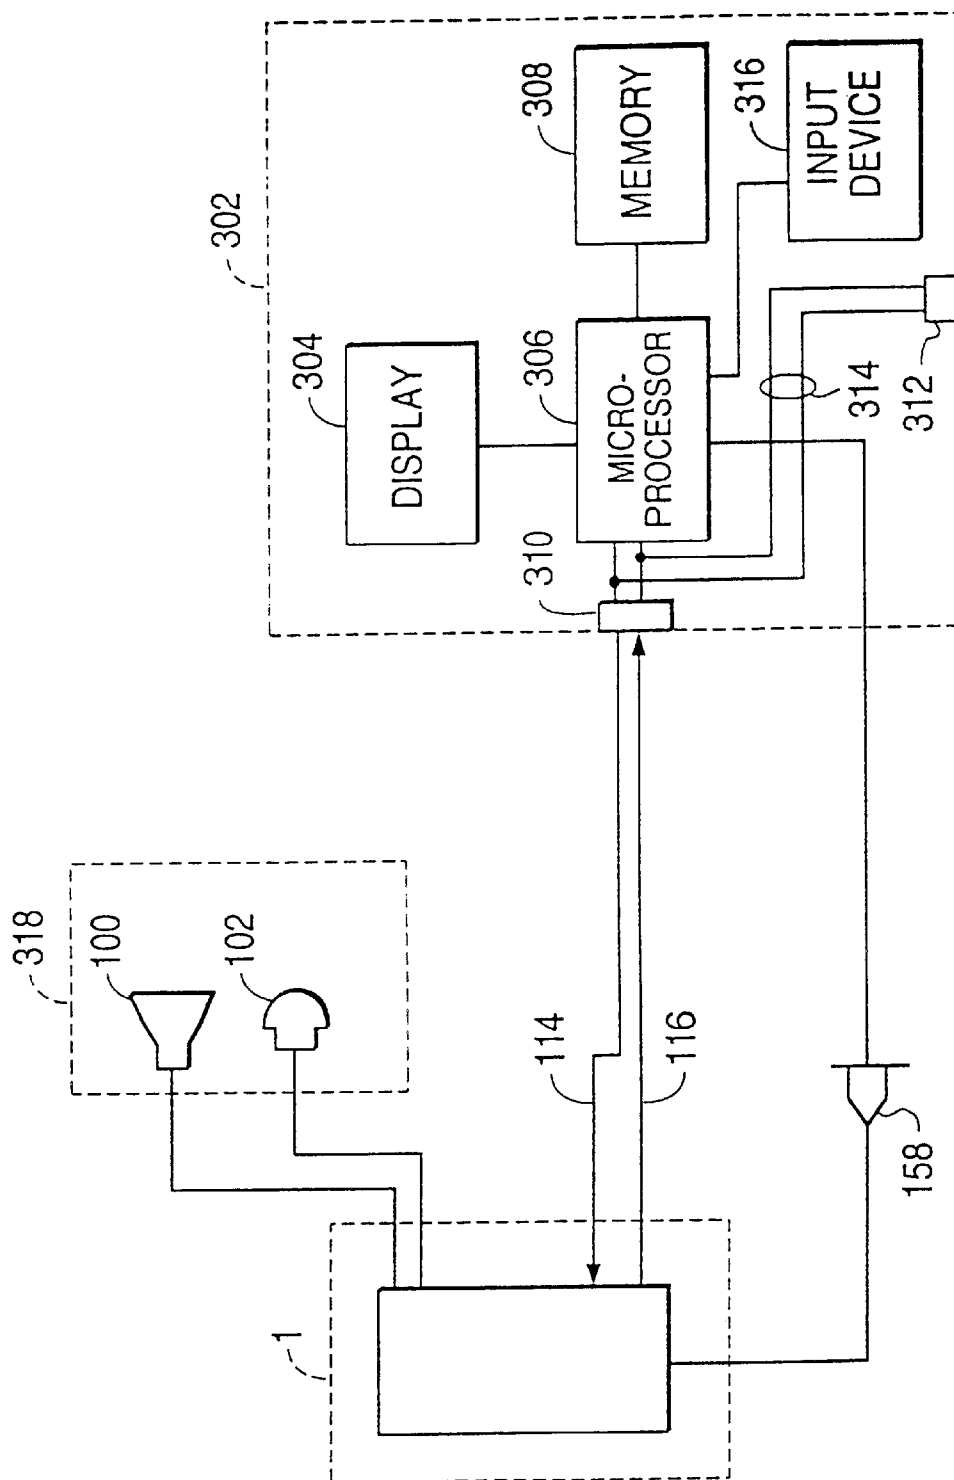 302
304
DISPLAY
306
MICRO-
PROCESSOR
308
MEMORY
316
INPUT
DEVICE
310
314
312
318
100
102
114
116
158
1